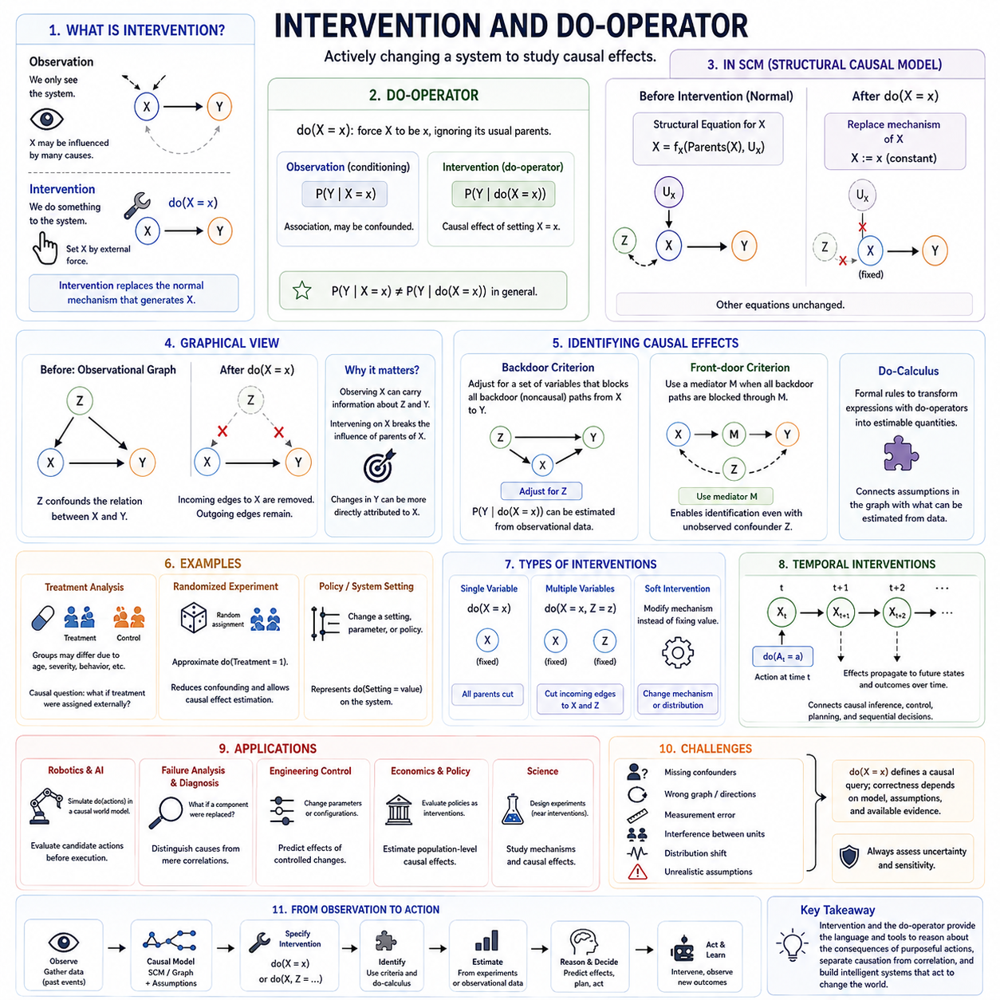 INTERVENTION AND DO-OPERATOR
Actively changing a system to study causal effects.
1. WHAT IS INTERVENTION?
Observation
We only see
the system.
X may be influenced
by many causes.
X
Y
Intervention
We do something
to the system.
do(X = x)
X
Y
Set X by external
force.
Intervention replaces the normal
mechanism that generates X.
2. DO-OPERATOR
do(X = x): force X to be x, ignoring its usual parents.
Observation (conditioning)
P(Y | X = x)
Association, may be confounded.
Intervention (do-operator)
P(Y | do(X = x))
Causal effect of setting X = x.
P(Y | X = x) ≠ P(Y | do(X = x)) in general.
3. IN SCM (STRUCTURAL CAUSAL MODEL)
Before Intervention (Normal)
Structural Equation for X
X = fₓ(Parents(X), Uₓ)
Uₓ
Z
X
Y
After do(X = x)
Replace mechanism
of X
X := x (constant)
Uₓ
Z
X
Y
(fixed)
Other equations unchanged.
4. GRAPHICAL VIEW
Before: Observational Graph
Z
X
Y
Z confounds the relation
between X and Y.
After do(X = x)
Z
X
Y
Incoming edges to X are removed.
Outgoing edges remain.
Why it matters?
Observing X can carry
information about Z and Y.
Intervening on X breaks the
influence of parents of X.
Changes in Y can be more
directly attributed to X.
5. IDENTIFYING CAUSAL EFFECTS
Backdoor Criterion
Adjust for a set of variables that blocks
all backdoor (noncausal) paths from X
to Y.
Z
Y
X
Adjust for Z
P(Y | do(X = x)) can be estimated
from observational data.
Front-door Criterion
Use a mediator M when all backdoor
paths are blocked through M.
X
M
Y
Z
Use mediator M
Enables identification even with
unobserved confounder Z.
Do-Calculus
Formal rules to transform
expressions with do-operators
into estimable quantities.
Connects assumptions in
the graph with what can be
estimated from data.
6. EXAMPLES
Treatment Analysis
Treatment
Control
Groups may differ due to
age, severity, behavior, etc.
Causal question: what if treatment
were assigned externally?
Randomized Experiment
Random
assignment
Approximate do(Treatment = 1).
Reduces confounding and allows
causal effect estimation.
Policy / System Setting
Change a setting,
parameter, or policy.
Represents do(Setting = value)
on the system.
7. TYPES OF INTERVENTIONS
Single Variable
do(X = x)
X
(fixed)
All parents cut
Multiple Variables
do(X = x, Z = z)
X
Z
(fixed)
(fixed)
Cut incoming edges
to X and Z
Soft Intervention
Modify mechanism
instead of fixing value.
Change mechanism
or distribution
8. TEMPORAL INTERVENTIONS
t
t+1
t+2
...
Xₜ
Xₜ₊₁
Xₜ₊₂
...
do(Aₜ = a)
Action at time t
Effects propagate to future states
and outcomes over time.
Connects causal inference, control,
planning, and sequential decisions.
9. APPLICATIONS
Robotics & AI
Simulate do(actions) in
a causal world model.
Evaluate candidate actions
before execution.
Failure Analysis
& Diagnosis
What if a component
were replaced?
Distinguish causes from
mere correlations.
Engineering Control
Change parameters
or configurations.
Predict effects of
controlled changes.
Economics & Policy
Evaluate policies as
interventions.
Estimate population-level
causal effects.
Science
Design experiments
(near interventions).
Study mechanisms
and causal effects.
10. CHALLENGES
?
Missing confounders
Wrong graph / directions
Measurement error
Interference between units
Distribution shift
Unrealistic assumptions
do(X = x) defines a causal
query; correctness depends
on model, assumptions,
and available evidence.
Always assess uncertainty
and sensitivity.
11. FROM OBSERVATION TO ACTION
Observe
Gather data
(past events)
Causal Model
SCM / Graph
+ Assumptions
Specify
Intervention
do(X = x)
or do(X, Z = ...)
Identify
Use criteria and
do-calculus
Estimate
From experiments
or observational data
Reason & Decide
Predict effects,
plan, act
Act &
Learn
Intervene, observe
new outcomes
Key Takeaway
Intervention and the do-operator provide
the language and tools to reason about
the consequences of purposeful actions,
separate causation from correlation, and
build intelligent systems that act to
change the world.